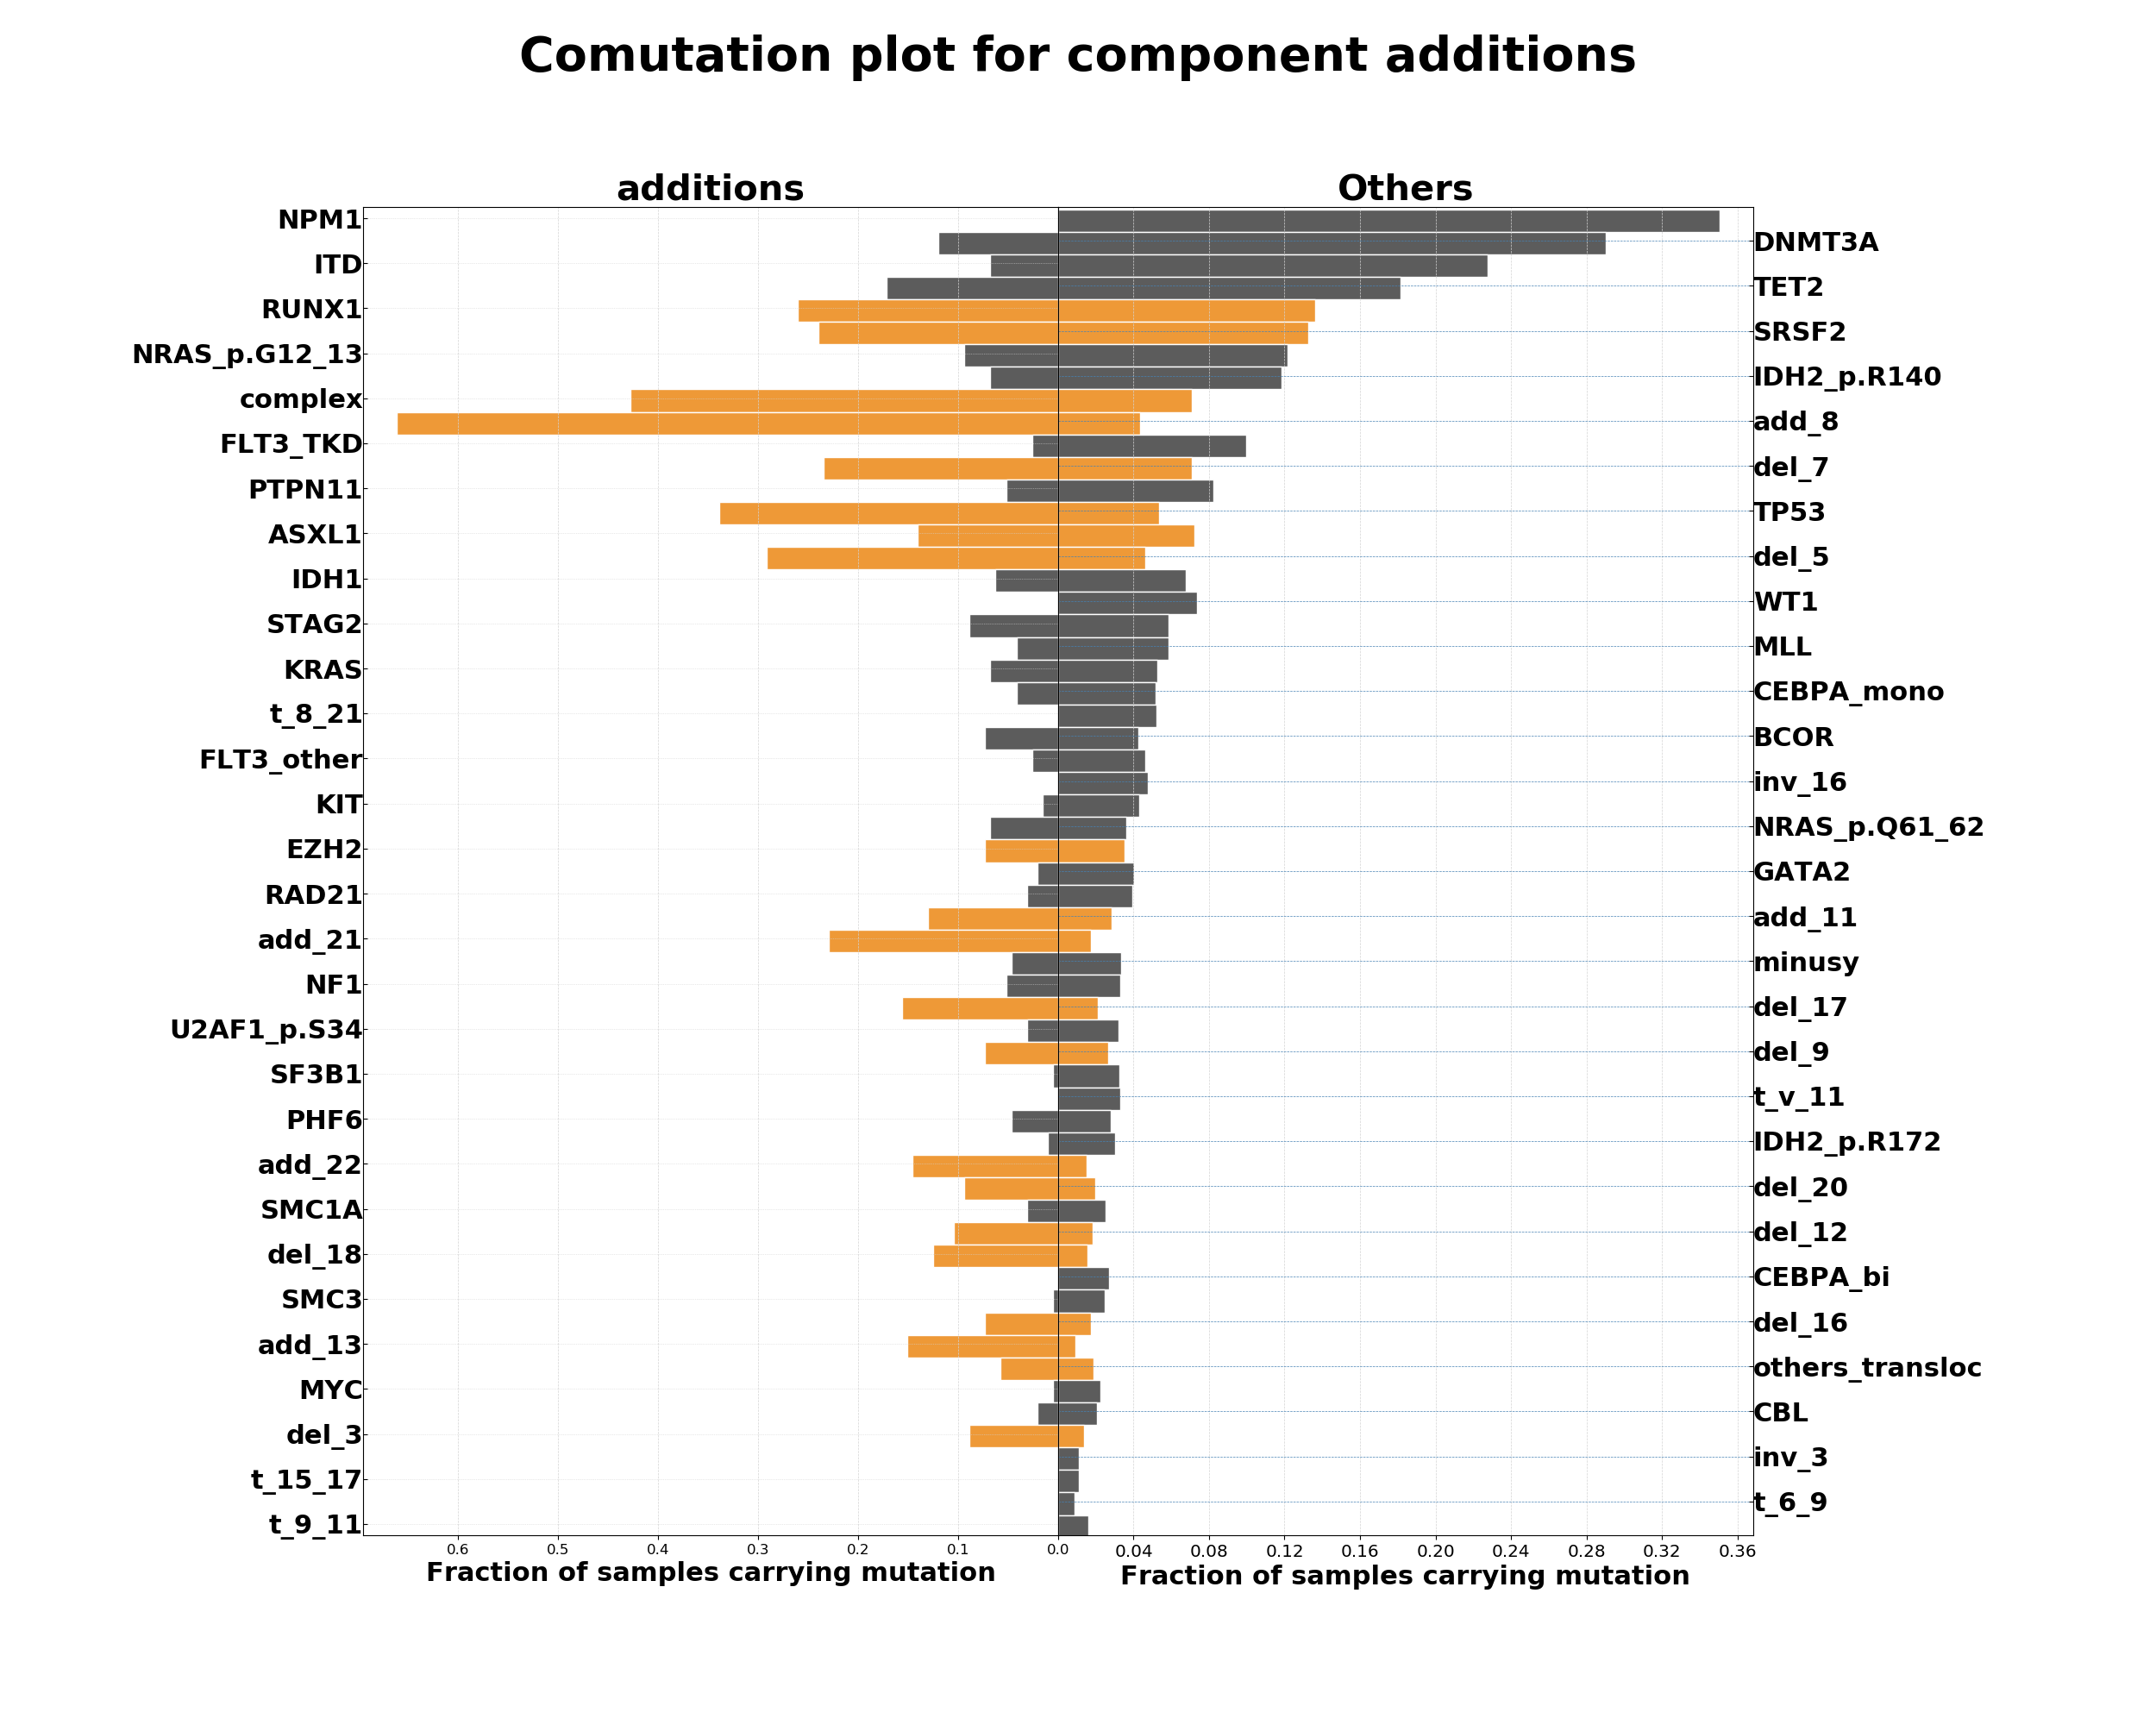 Comutation plot for component additions
additions
Others
NPM1
DNMT3A
ITD
TET2
RUNX1
SRSF2
NRAS_p.G12_13
IDH2_p.R140
complex
add_8
FLT3_TKD
del_7
PTPN11
TP53
ASXL1
del_5
IDH1
WT1
STAG2
MLL
KRAS
CEBPA_mono
t_8_21
BCOR
FLT3_other
inv_16
KIT
NRAS_p.Q61_62
EZH2
GATA2
RAD21
add_11
add_21
minusy
NF1
del_17
U2AF1_p.S34
del_9
SF3B1
t_v_11
PHF6
IDH2_p.R172
add_22
del_20
SMC1A
del_12
del_18
CEBPA_bi
SMC3
del_16
add_13
others_transloc
MYC
CBL
del_3
inv_3
t_15_17
t_6_9
t_9_11
0.6 0.5 0.4 0.3 0.2 0.1 0.0 0.04 0.08 0.12 0.16 0.20 0.24 0.28 0.32 0.36
Fraction of samples carrying mutation
Fraction of samples carrying mutation